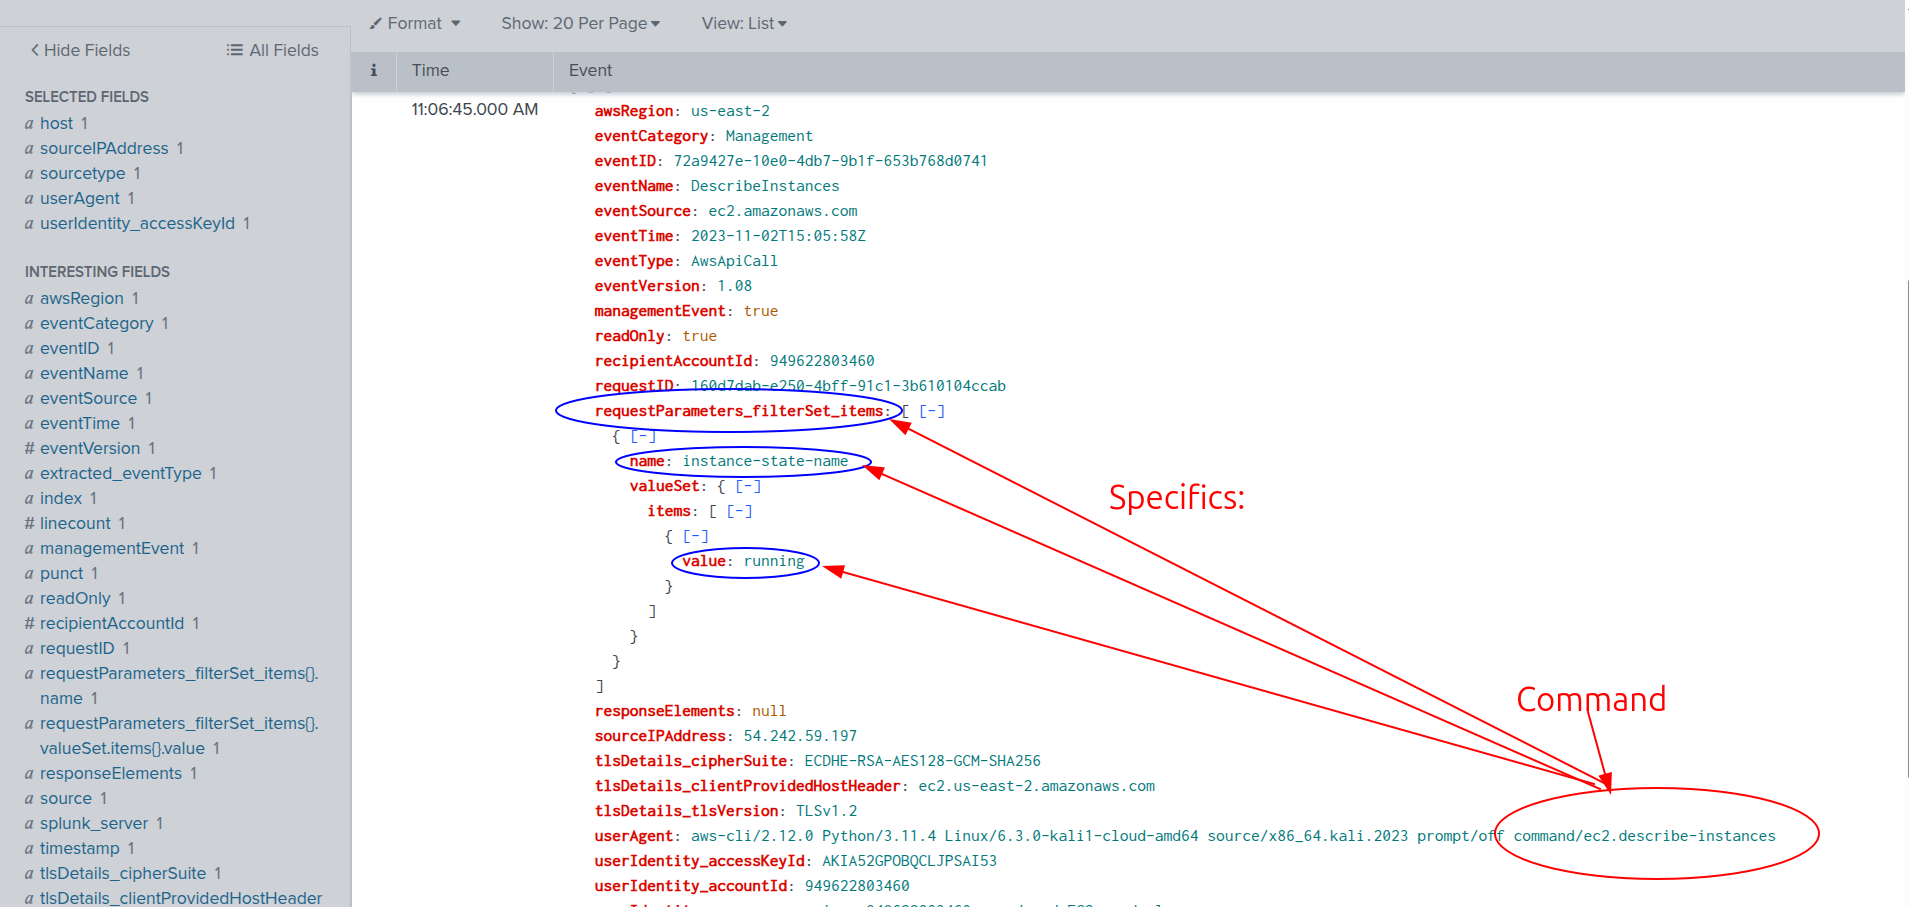 Format
Show: 20 Per Page
View: List
Hide Fields
All Fields
i
Time
Event
SELECTED FIELDS
a host 1
a sourceIPAddress 1
a sourcetype 1
a userAgent 1
a userIdentity_accessKeyId 1
INTERESTING FIELDS
a awsRegion 1
a eventCategory 1
a eventID 1
a eventName 1
a eventSource 1
a eventTime 1
# eventVersion 1
a extracted_eventType 1
a index 1
# linecount 1
a managementEvent 1
a punct 1
a readOnly 1
# recipientAccountId 1
a requestID 1
a requestParameters_filterSet_items{}.
name 1
a requestParameters_filterSet_items{}.
valueSet.items{}.value 1
a responseElements 1
a source 1
a splunk_server 1
a timestamp 1
a tlsDetails_cipherSuite 1
a tlsDetails_clientProvidedHostHeader
11:06:45.000 AM
awsRegion: us-east-2
eventCategory: Management
eventID: 72a9427e-10e0-4db7-9b1f-653b768d0741
eventName: DescribeInstances
eventSource: ec2.amazonaws.com
eventTime: 2023-11-02T15:05:58Z
eventType: AwsApiCall
eventVersion: 1.08
managementEvent: true
readOnly: true
recipientAccountId: 949622803460
requestID: 160d7dab-e250-4bff-91c1-3b610104ccab
requestParameters_filterSet_items: [ [-]
{ [-]
name: instance-state-name
valueSet: { [-]
items: [ [-]
{ [-]
value: running
}
]
}
}
]
responseElements: null
sourceIPAddress: 54.242.59.197
tlsDetails_cipherSuite: ECDHE-RSA-AES128-GCM-SHA256
tlsDetails_clientProvidedHostHeader: ec2.us-east-2.amazonaws.com
tlsDetails_tlsVersion: TLSv1.2
userAgent: aws-cli/2.12.0 Python/3.11.4 Linux/6.3.0-kali1-cloud-amd64 source/x86_64.kali.2023 prompt/off command/ec2.describe-instances
userIdentity_accessKeyId: AKIA52GPOBQCLJPSAI53
userIdentity_accountId: 949622803460
Specifics:
Command